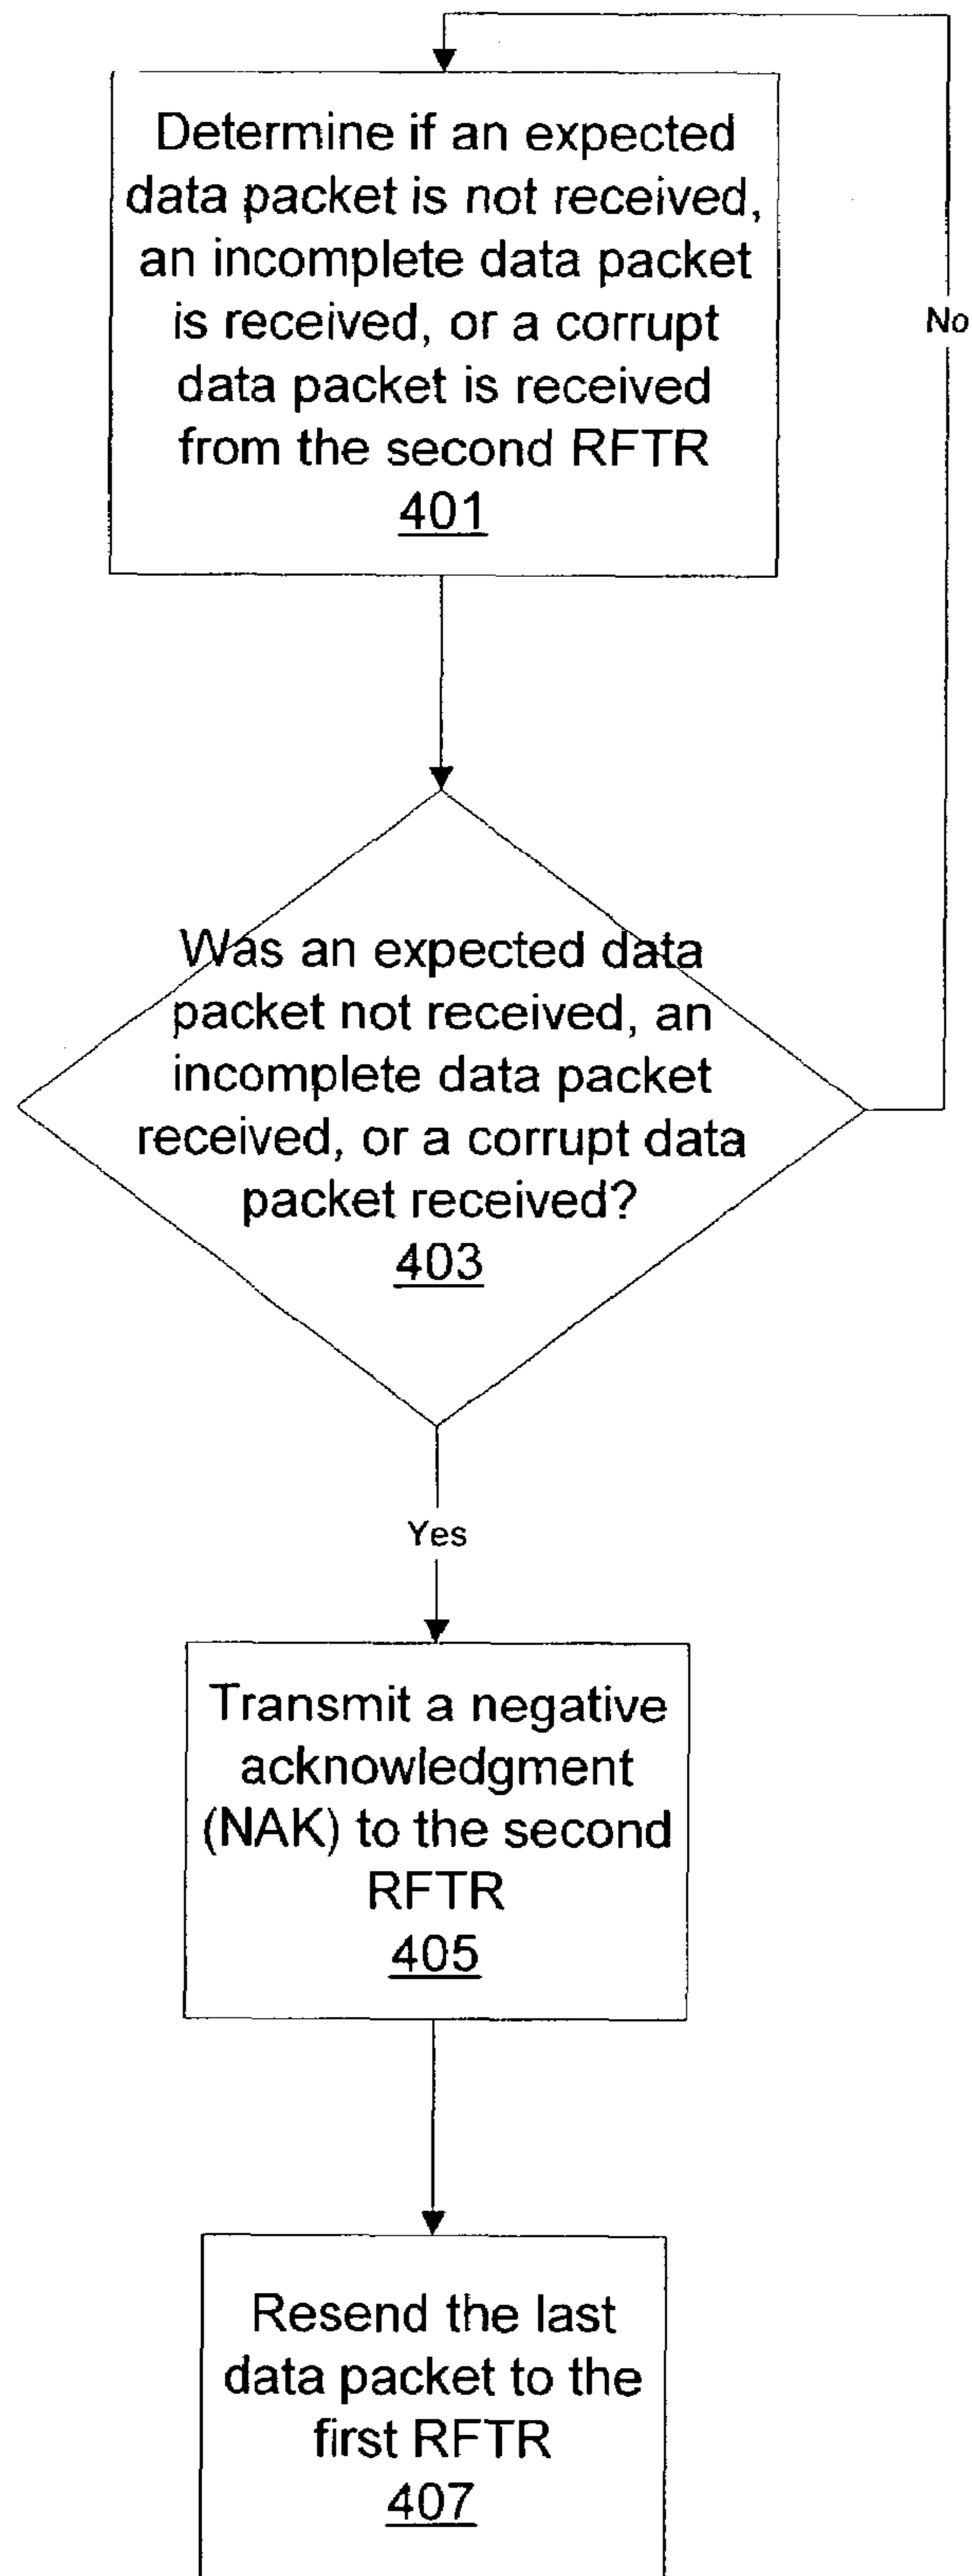 Determine if an expected
data packet is not received,
an incomplete data packet
is received, or a corrupt
data packet is received
from the second RFTR
401
No
Was an expected data
packet not received, an
incomplete data packet
received, or a corrupt data
packet received?
403
Yes
Transmit a negative
acknowledgment
(NAK) to the second
RFTR
405
Resend the last
data packet to the
first RFTR
407